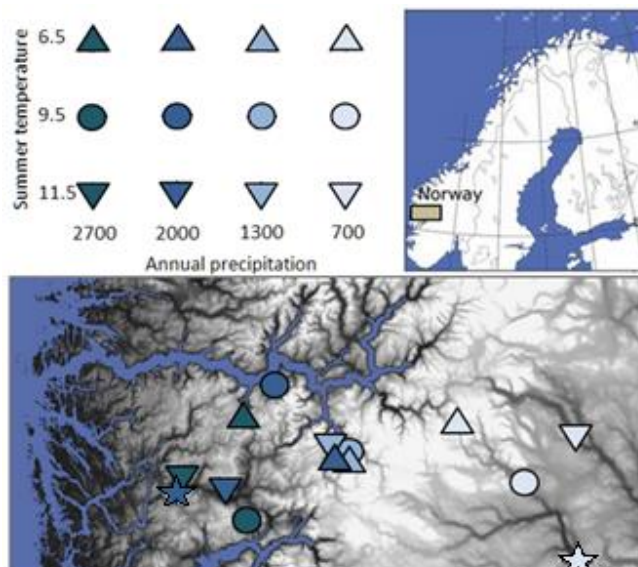 Summer temperature
6.5
9.5
11.5
2700 2000 1300 700
Annual precipitation
Norway